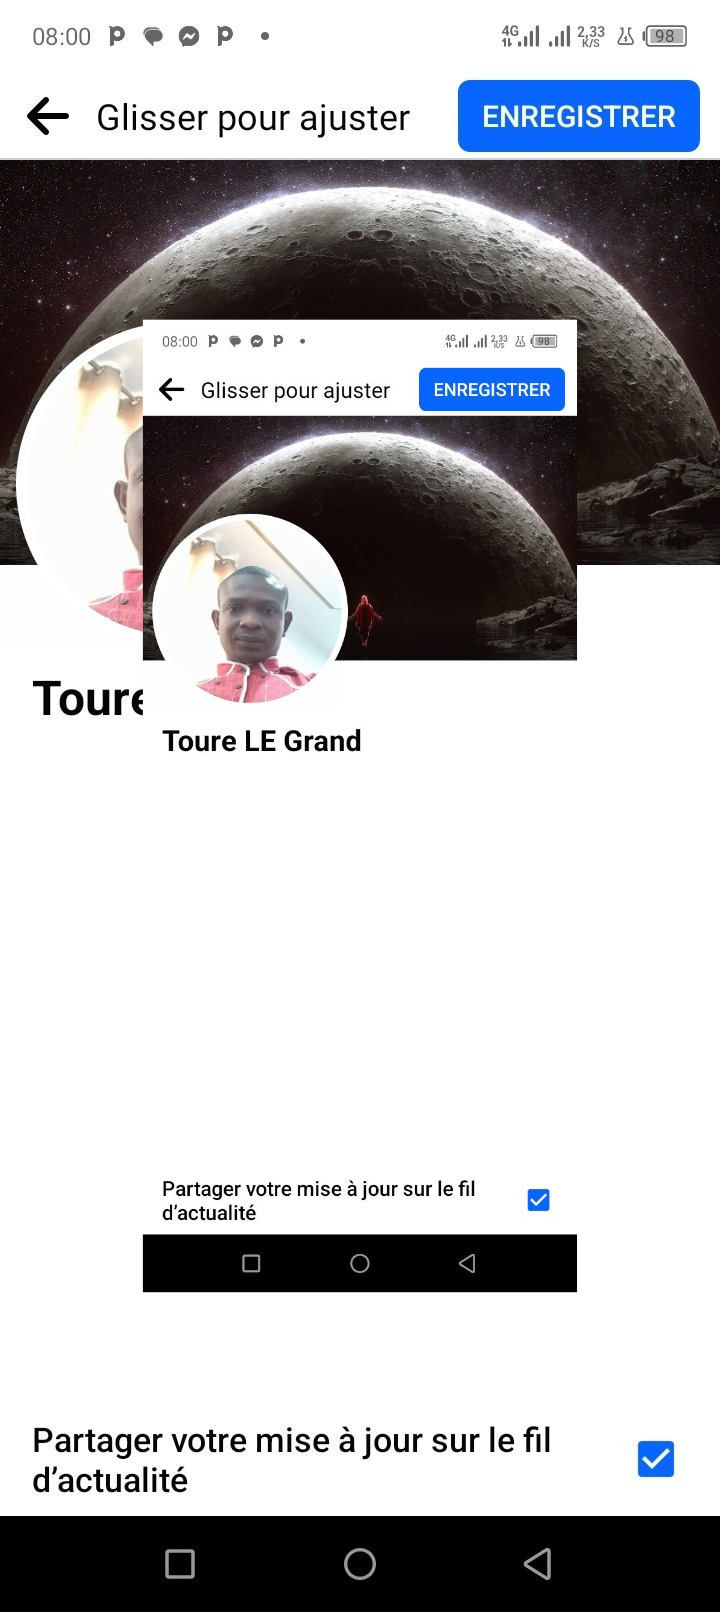 08:00 4G 2,33 K/S 98
Glisser pour ajuster ENREGISTRER
08:00 4G 2,33 K/S 98
Glisser pour ajuster ENREGISTRER
Toure
Toure LE Grand
Partager votre mise à jour sur le fil
d’actualité
Partager votre mise à jour sur le fil
d’actualité